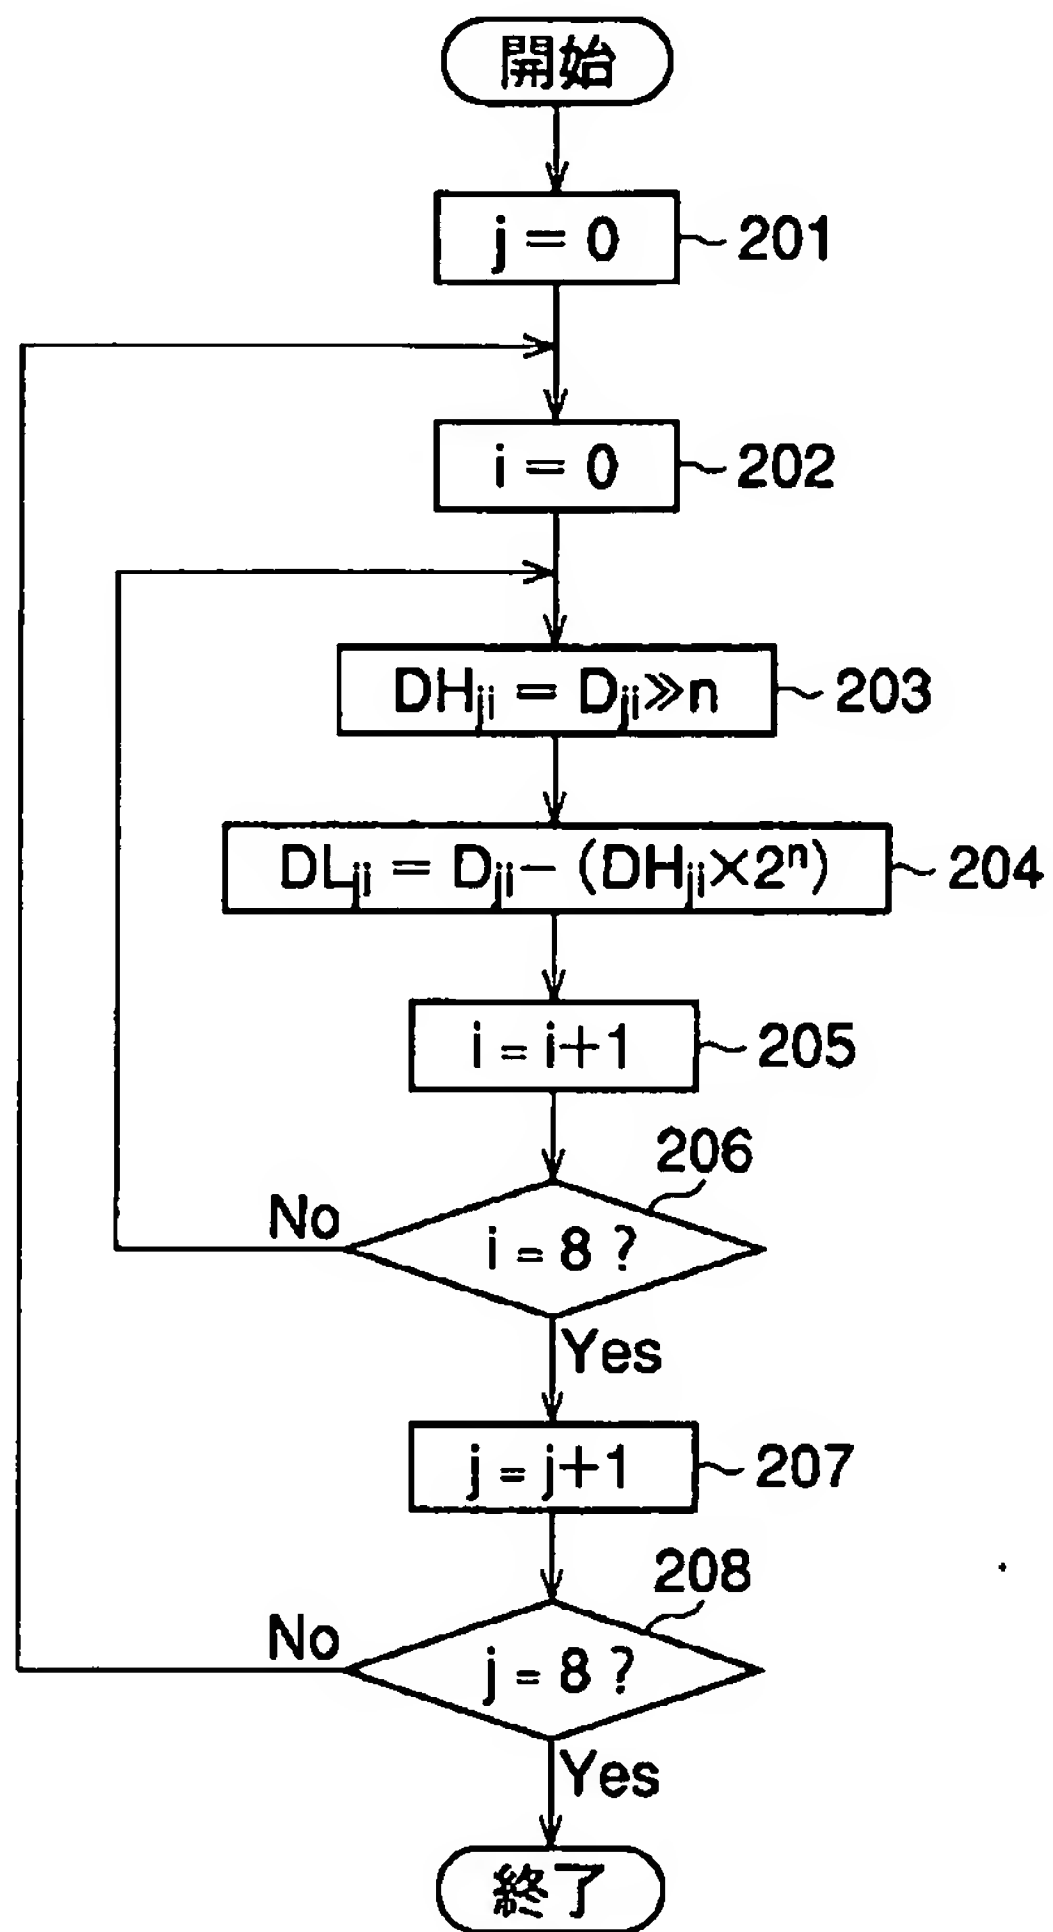 開始
j = 0 201
i = 0 202
DHji = Dji≫n 203
DLji = Dji− (DHji×2ⁿ) 204
i = i+1 205
206
No
i = 8 ?
Yes
j = j+1 207
208
No
j = 8 ?
Yes
終了